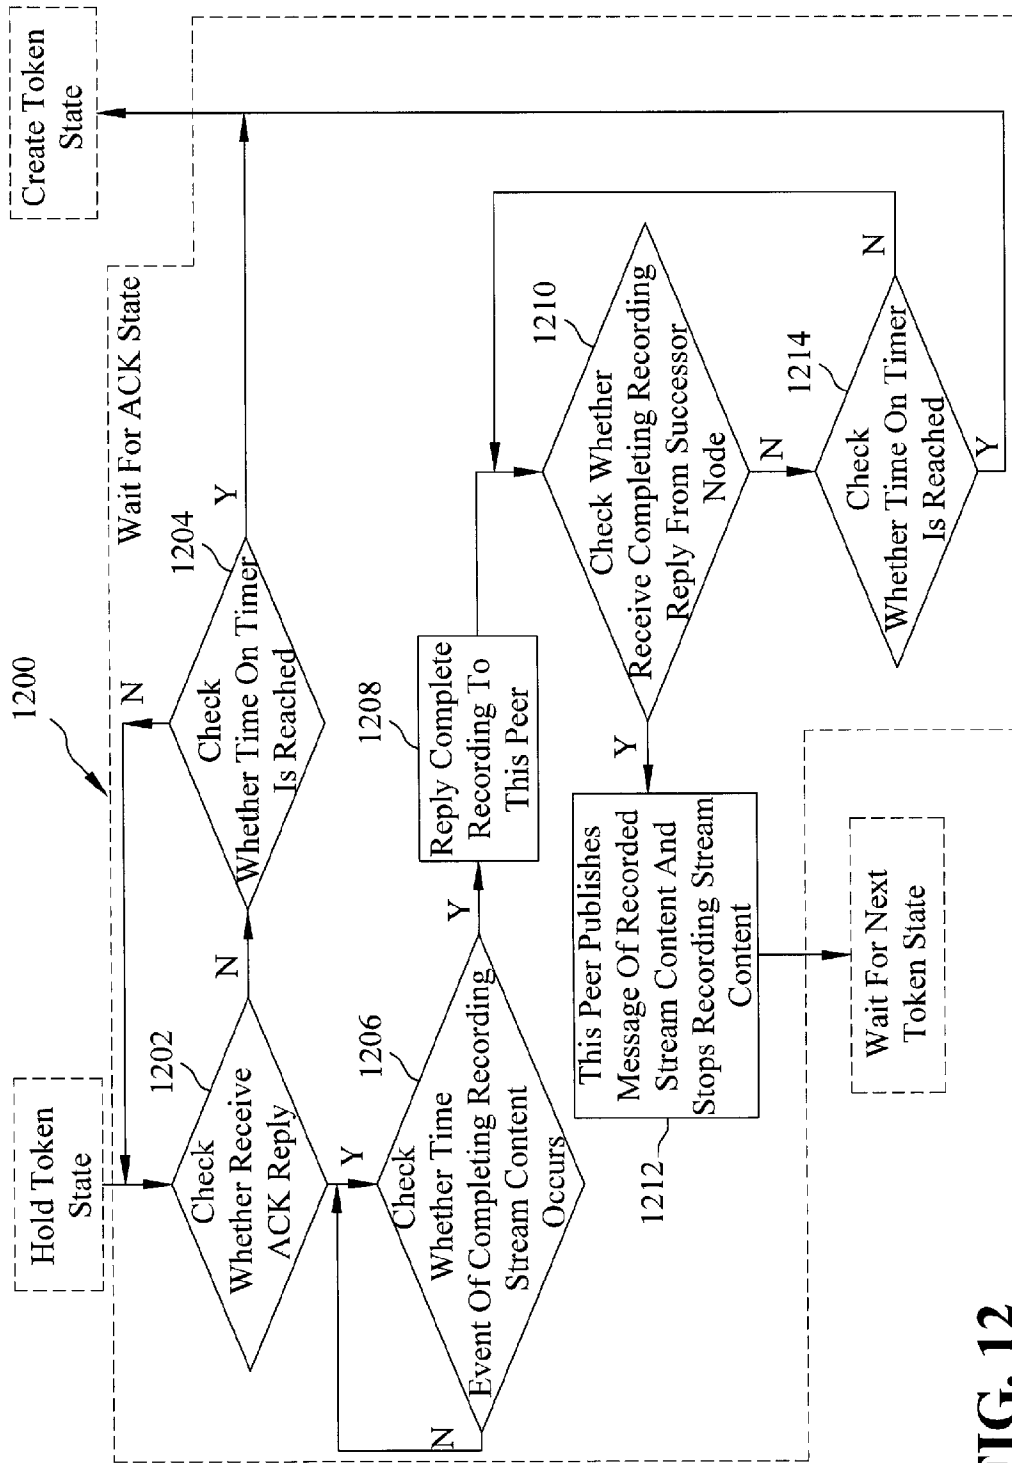 Hold Token
State
Create Token
State
1200
Wait For ACK State
1202
Check
Whether Receive
ACK Reply
N
Y
1204
Check
Whether Time On Timer
Is Reached
N
Y
1206
Check
Whether Time
Event Of Completing Recording
Stream Content
Occurs
N
Y
1208
Reply Complete
Recording To
This Peer
1210
Check Whether
Receive Completing Recording
Reply From Successor
Node
Y
N
1212
This Peer Publishes
Message Of Recorded
Stream Content And
Stops Recording Stream
Content
1214
Check
Whether Time On Timer
Is Reached
N
Y
Wait For Next
Token State
FIG. 12